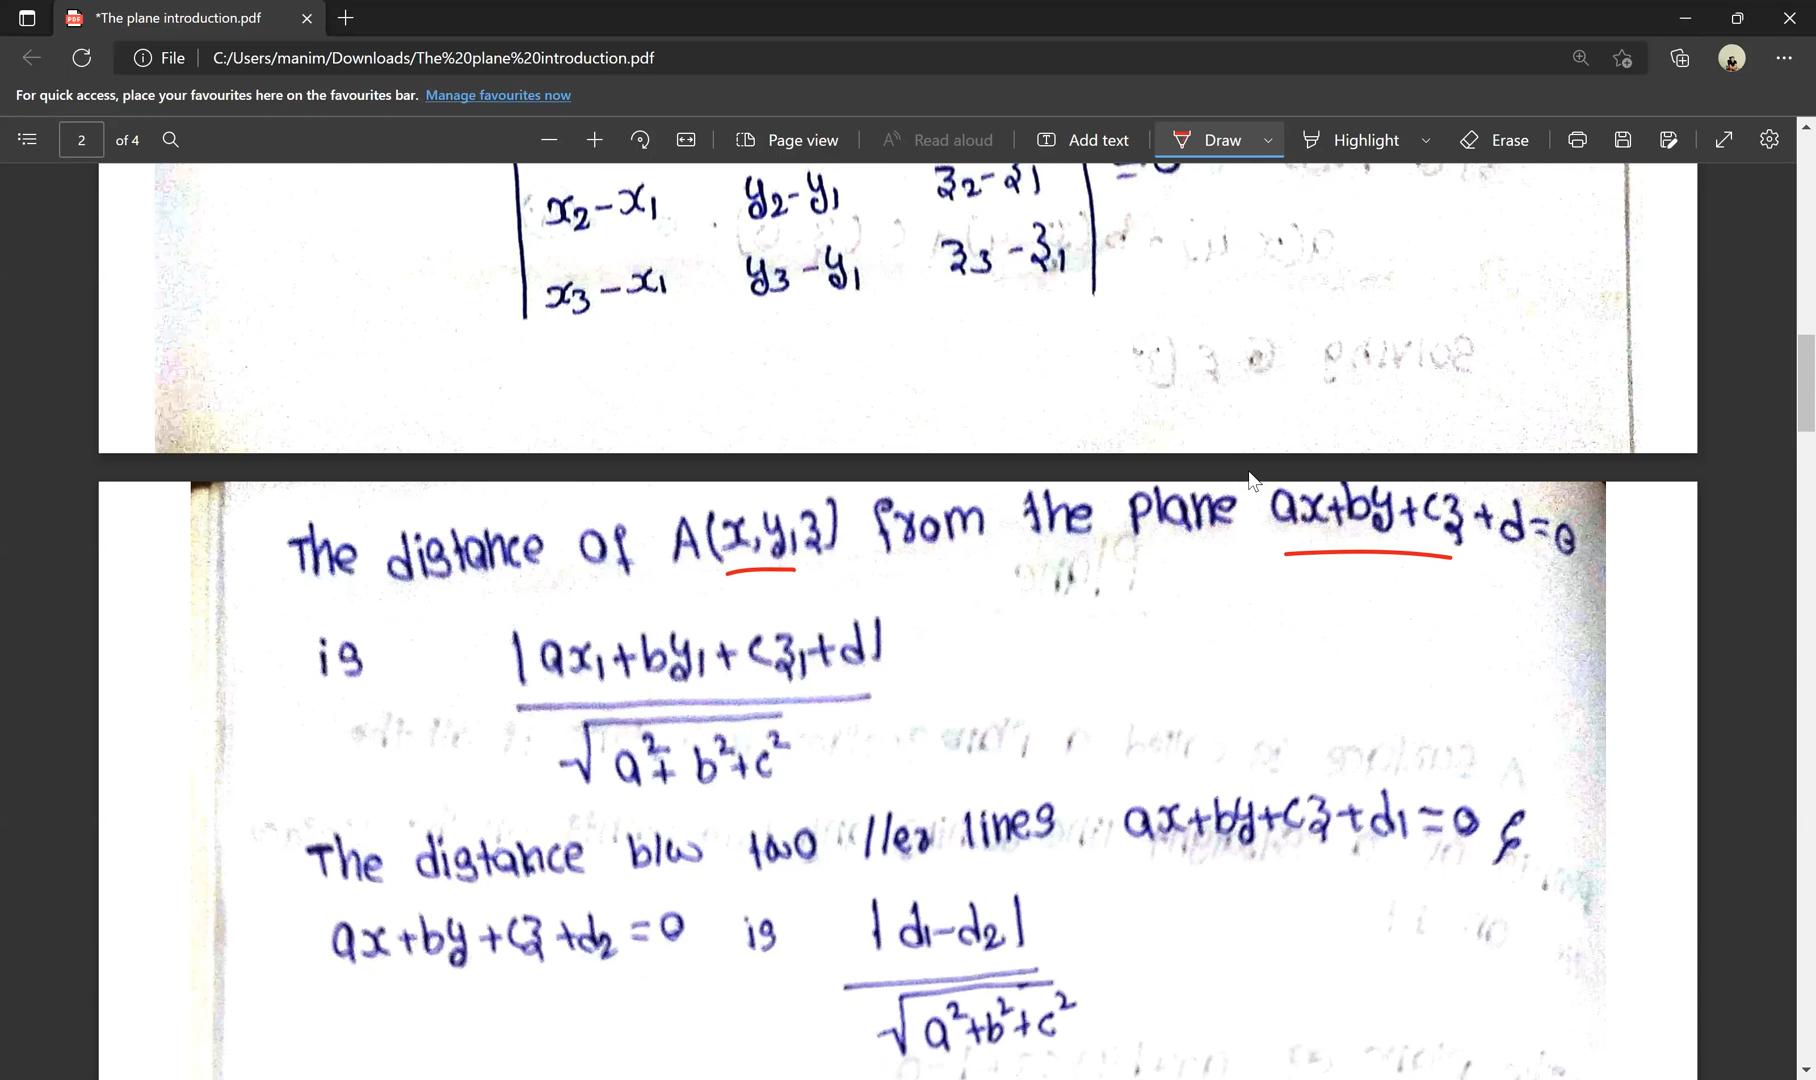 *The plane introduction.pdf
File C:/Users/manim/Downloads/The%20plane%20introduction.pdf
For quick access, place your favourites here on the favourites bar. Manage favourites now
2 of 4 Page view Read aloud Add text Draw Highlight Erase
= 0
x₂-x₁ y₂-y₁ z₂-z₁
x₃-x₁ y₃-y₁ z₃-z₁
The distance of A(x,y,z) from the plane ax+by+cz+d=0
is |ax₁+by₁+cz₁+d|
√a²+b²+c²
The distance b/w two //er lines ax+by+cz+d₁=0 &
ax+by+cz+d₂=0 is |d₁-d₂|
√a²+b²+c²